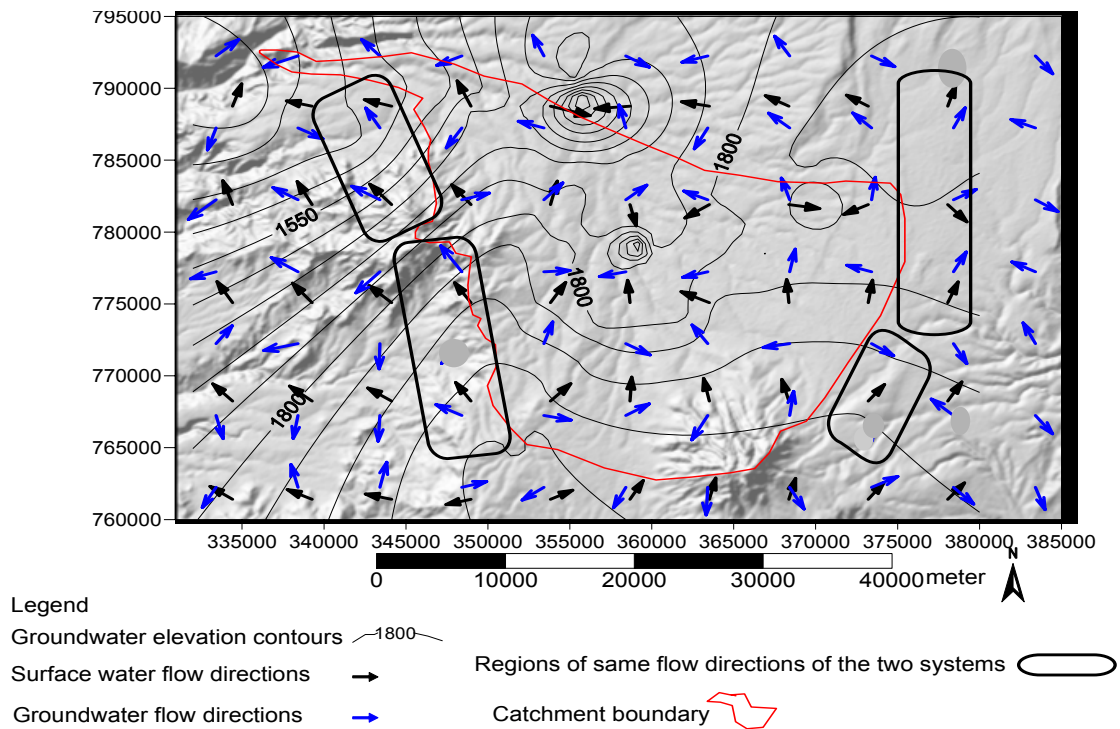 795000
790000
785000
780000
775000
770000
765000
760000
1800
1550
1800
1800
335000 340000 345000 350000 355000 360000 365000 370000 375000 380000 385000
0 10000 20000 30000 40000 meter
N
Legend
Groundwater elevation contours 1800
Surface water flow directions
Groundwater flow directions
Regions of same flow directions of the two systems
Catchment boundary